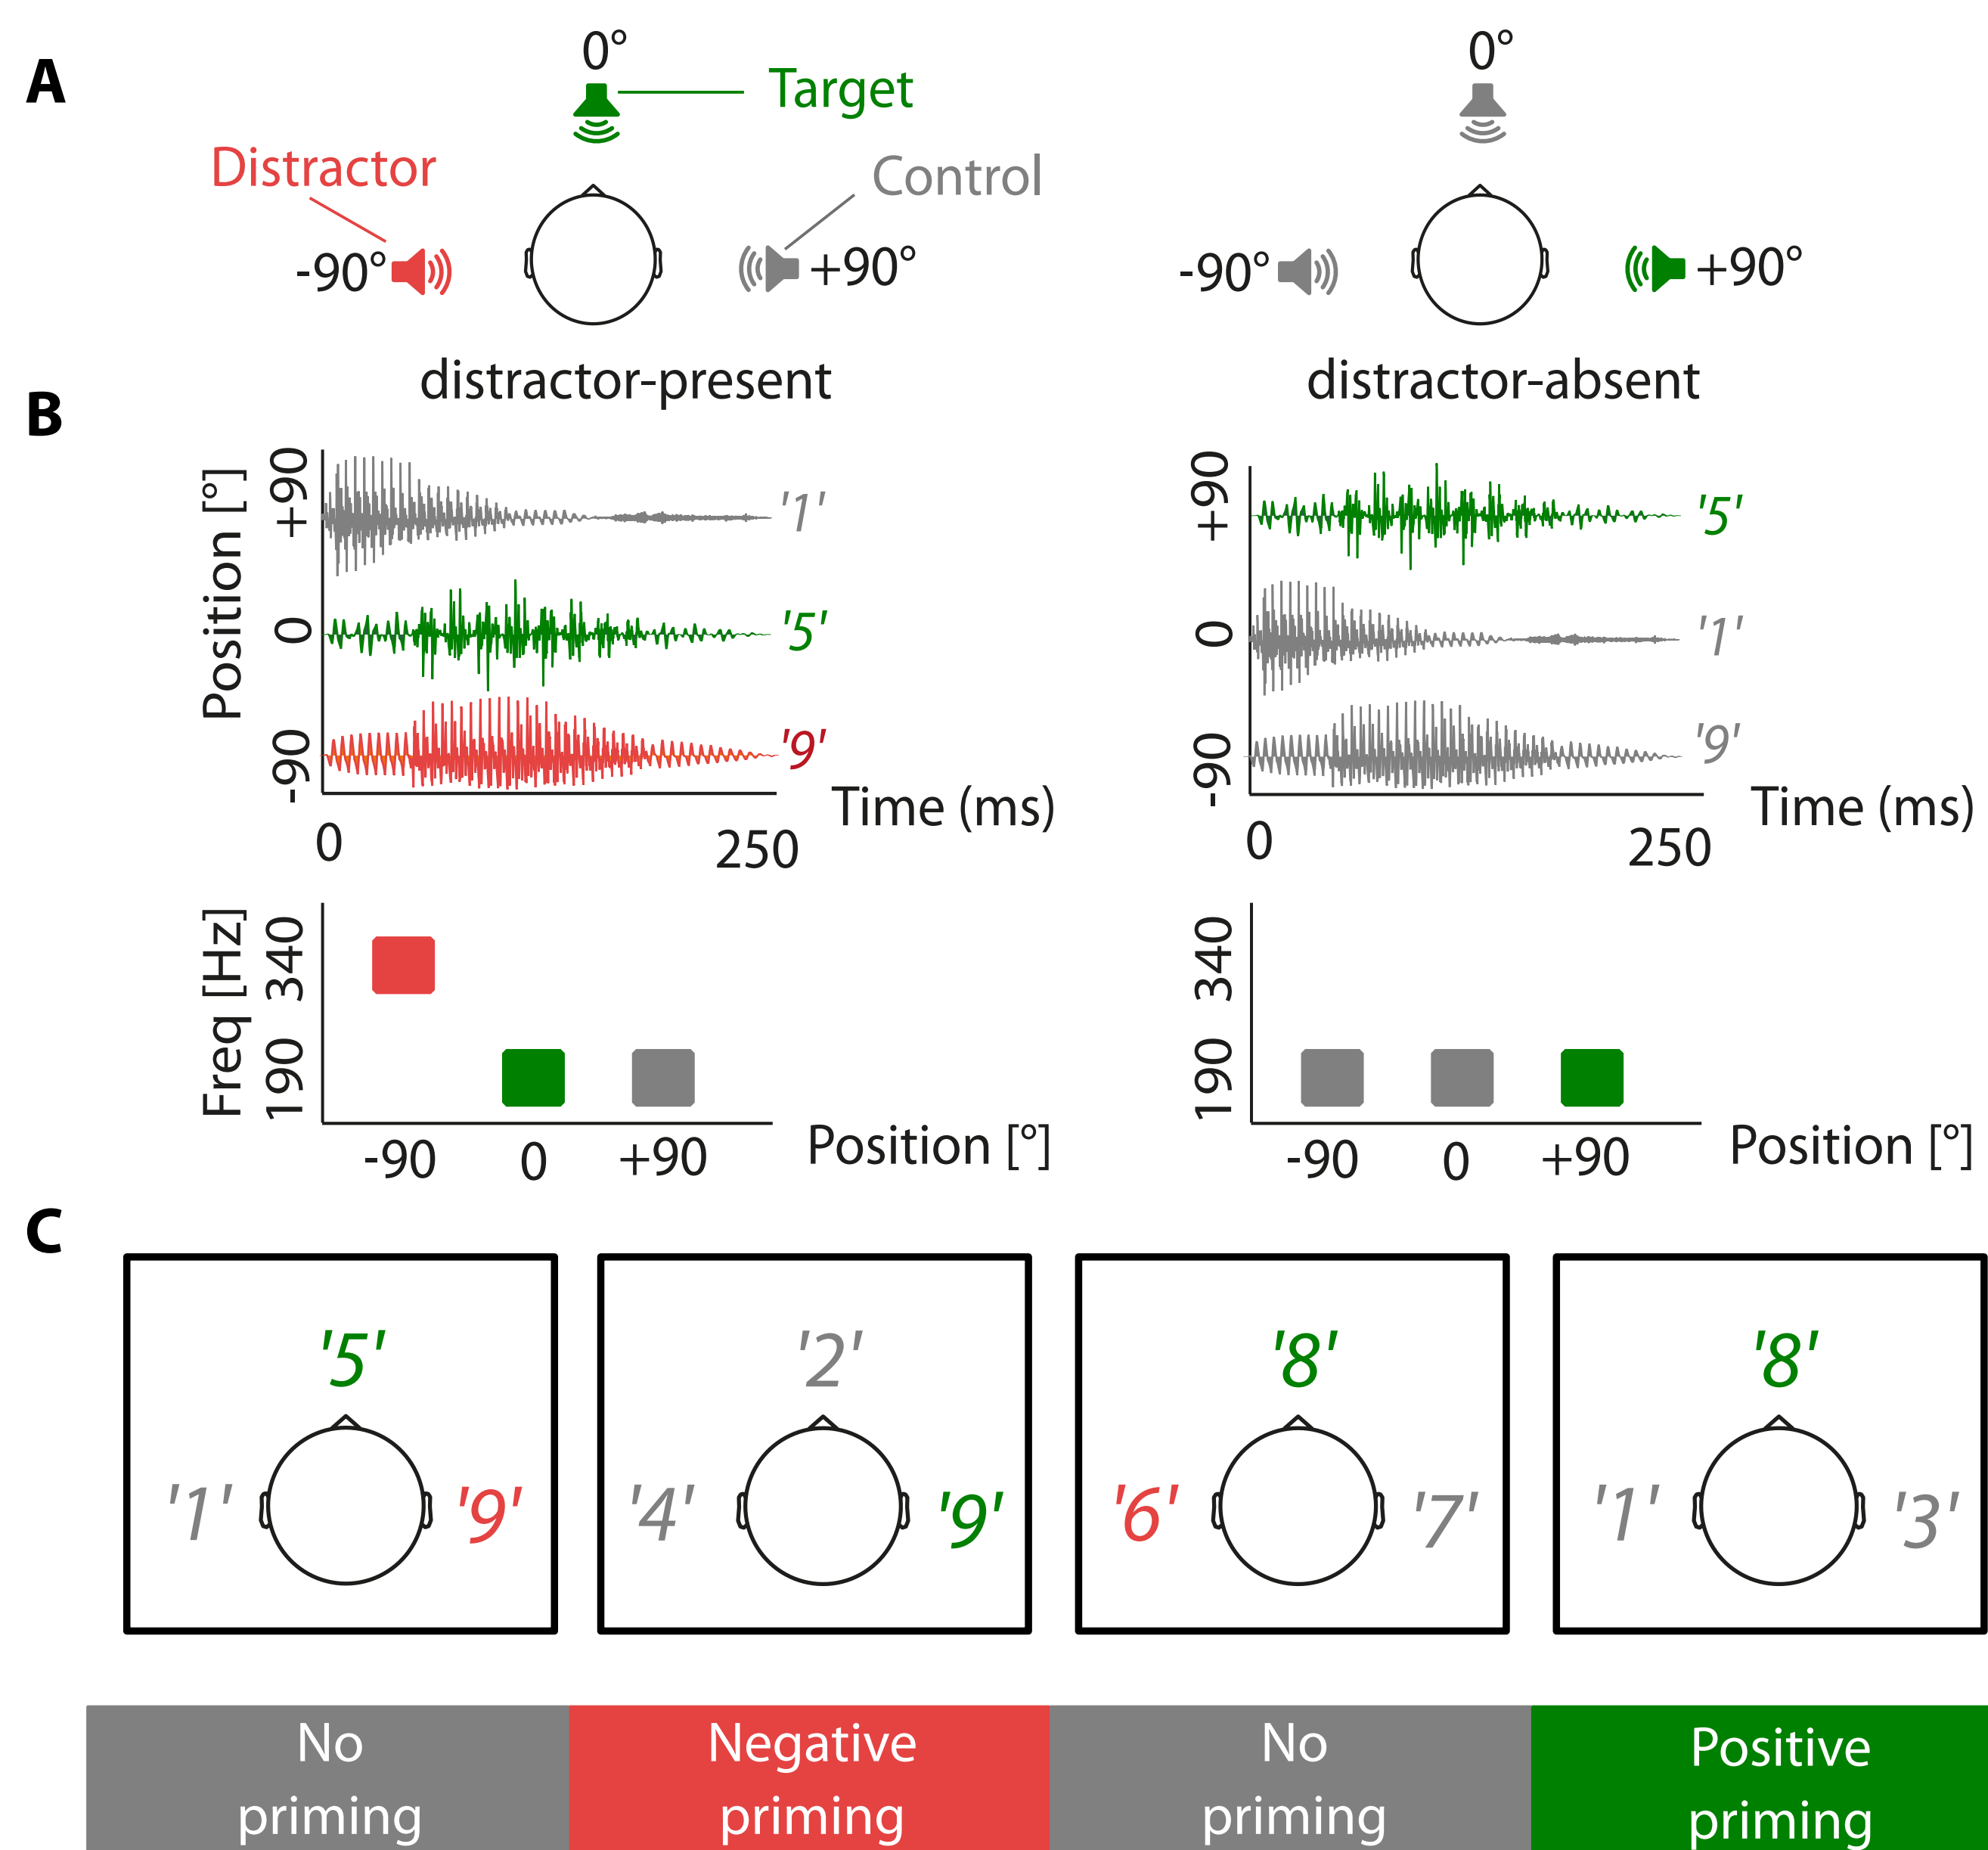 A
0°
Target
Distractor
Control
-90°
+90°
distractor-present
0°
-90°
+90°
distractor-absent
B
Position [°]
+90
0
-90
'1'
'5'
'9'
Time (ms)
0
250
+90
0
-90
'5'
'1'
'9'
Time (ms)
0
250
Freq [Hz]
340
190
-90
0
+90
Position [°]
340
190
-90
0
+90
Position [°]
C
'5'
'1'
'9'
'2'
'4'
'9'
'8'
'6'
'7'
'8'
'1'
'3'
No
priming
Negative
priming
No
priming
Positive
priming